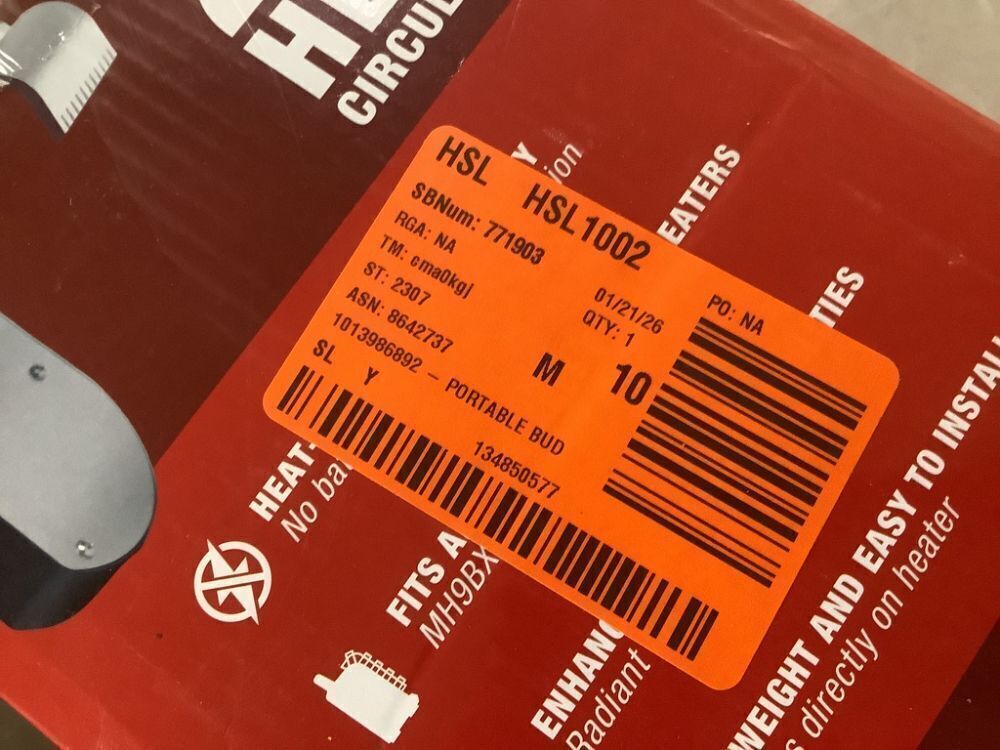 CIRCUL
HSL HSL1002
SBNum: 771903
RGA: NA
TM: cma0kgj
ST: 2307
ASN: 8642737
1013986892 – PORTABLE BUD
SL Y
01/21/26
QTY: 1
M 10
PO: NA
134850577
Y
ion
EATERS
TIES
HEAT-
No ba
FITS A
MH9BX
ENHANC
Radiant
WEIGHT AND EASY TO INSTAL
directly on heater